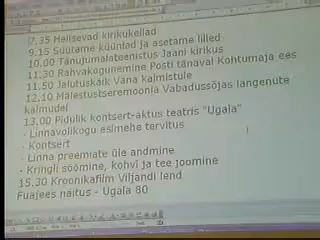 7.35 Helisevad kirikukellad
9.15 Süütame küünlad ja asetame lilled
10.00 Tänujumalateenistus Jaani kirikus
11.30 Rahvakogunemine Posti tänaval Kohtumaja ees
11.50 Jalutuskäik Vana kalmistule
12.10 Mälestustseremoonia Vabadussõjas langenute
kalmudel
13.00 Pidulik kontsert-aktus teatris "Ugala"
- Linnavolikogu esimehe tervitus
- Kontsert
- Linna preemiate üle andmine
- Kringli söömine, kohvi ja tee joomine
15.30 Kroonikafilm Viljandi lend
Fuajees näitus - Ugala 80